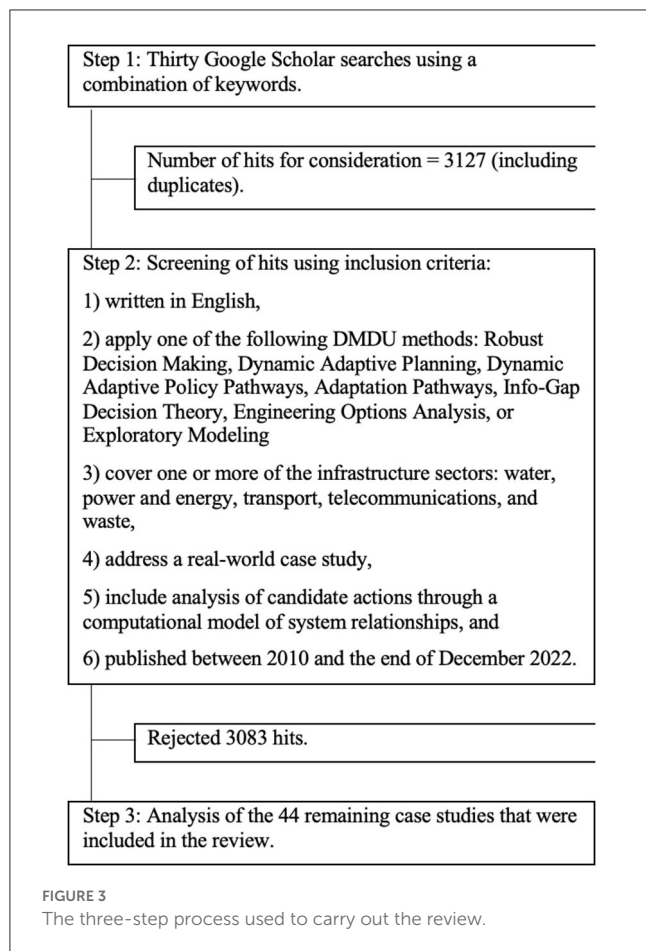 Step 1: Thirty Google Scholar searches using a
combination of keywords.
Number of hits for consideration = 3127 (including
duplicates).
Step 2: Screening of hits using inclusion criteria:
1) written in English,
2) apply one of the following DMDU methods: Robust
Decision Making, Dynamic Adaptive Planning, Dynamic
Adaptive Policy Pathways, Adaptation Pathways, Info-Gap
Decision Theory, Engineering Options Analysis, or
Exploratory Modeling
3) cover one or more of the infrastructure sectors: water,
power and energy, transport, telecommunications, and
waste,
4) address a real-world case study,
5) include analysis of candidate actions through a
computational model of system relationships, and
6) published between 2010 and the end of December 2022.
Rejected 3083 hits.
Step 3: Analysis of the 44 remaining case studies that were
included in the review.
FIGURE 3
The three-step process used to carry out the review.